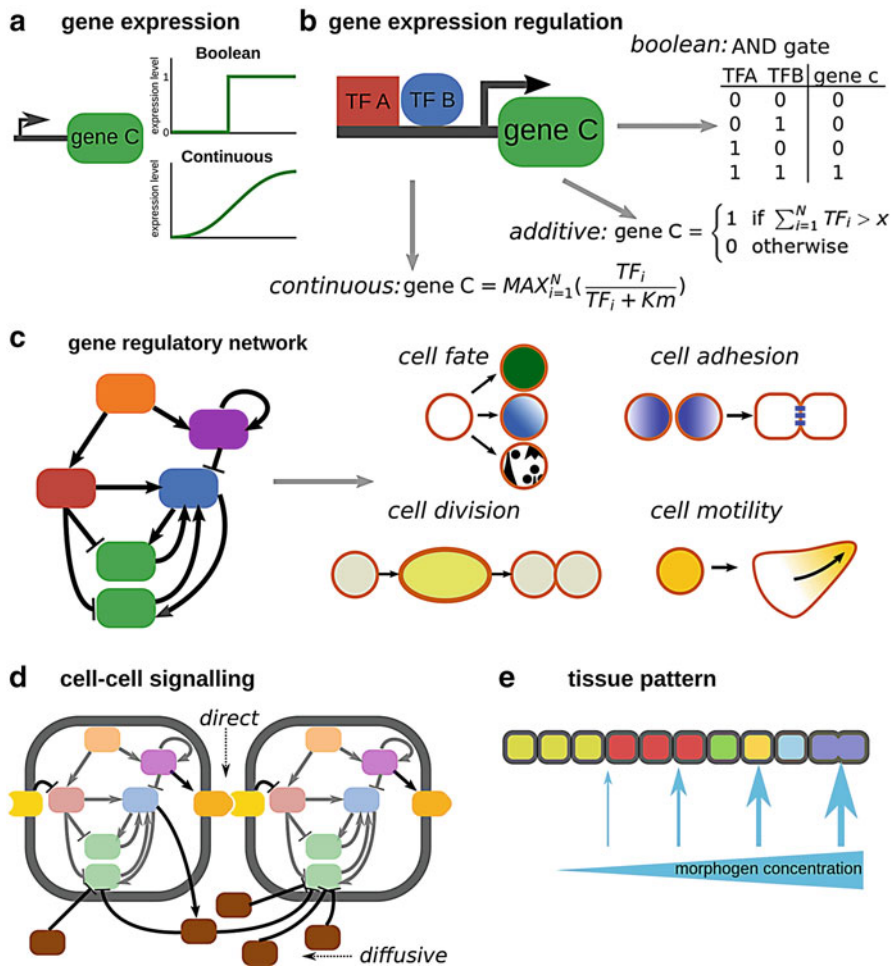 a gene expression
Boolean
expression level
1
0
gene C
Continuous
expression level
b gene expression regulation
TF A
TF B
gene C
boolean: AND gate
TFA TFB gene c
0 0 0
0 1 0
1 0 0
1 1 1
additive: gene C = { 1 if ∑_{i=1}^{N} TF_i > x
0 otherwise
continuous: gene C = MAX_{i=1}^{N}(TF_i / TF_i + Km)
c gene regulatory network
cell fate
cell adhesion
cell division
cell motility
d cell-cell signalling
direct
diffusive
e tissue pattern
morphogen concentration